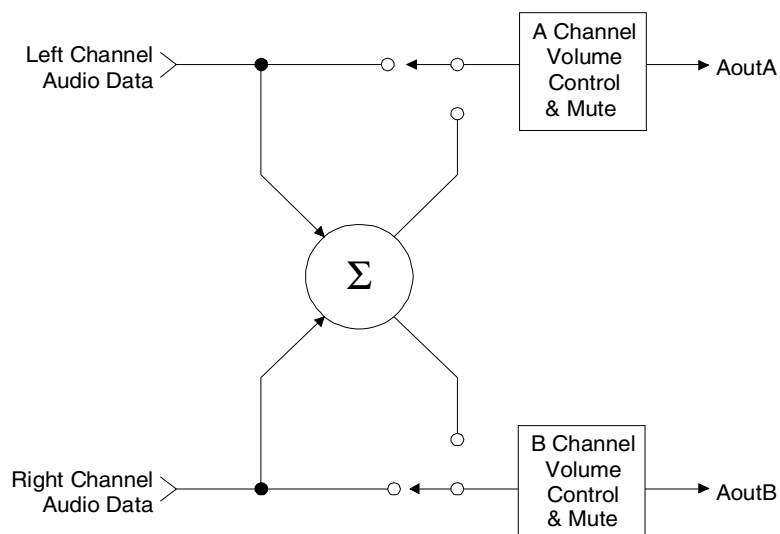 Left Channel
Audio Data
A Channel
Volume
Control
& Mute
AoutA
Σ
Right Channel
Audio Data
B Channel
Volume
Control
& Mute
AoutB